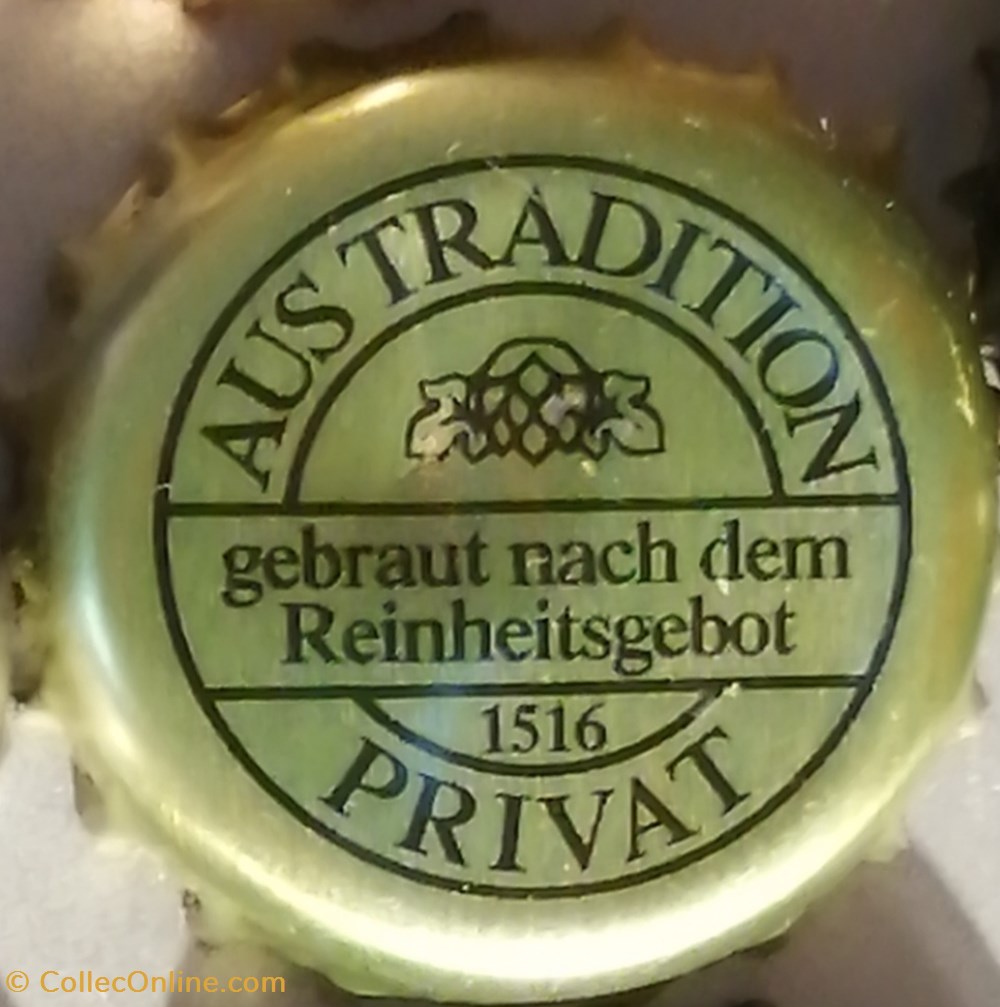 AUS TRADITION
gebraut nach dem
Reinheitsgebot
1516
PRIVAT
© CollecOnline.com